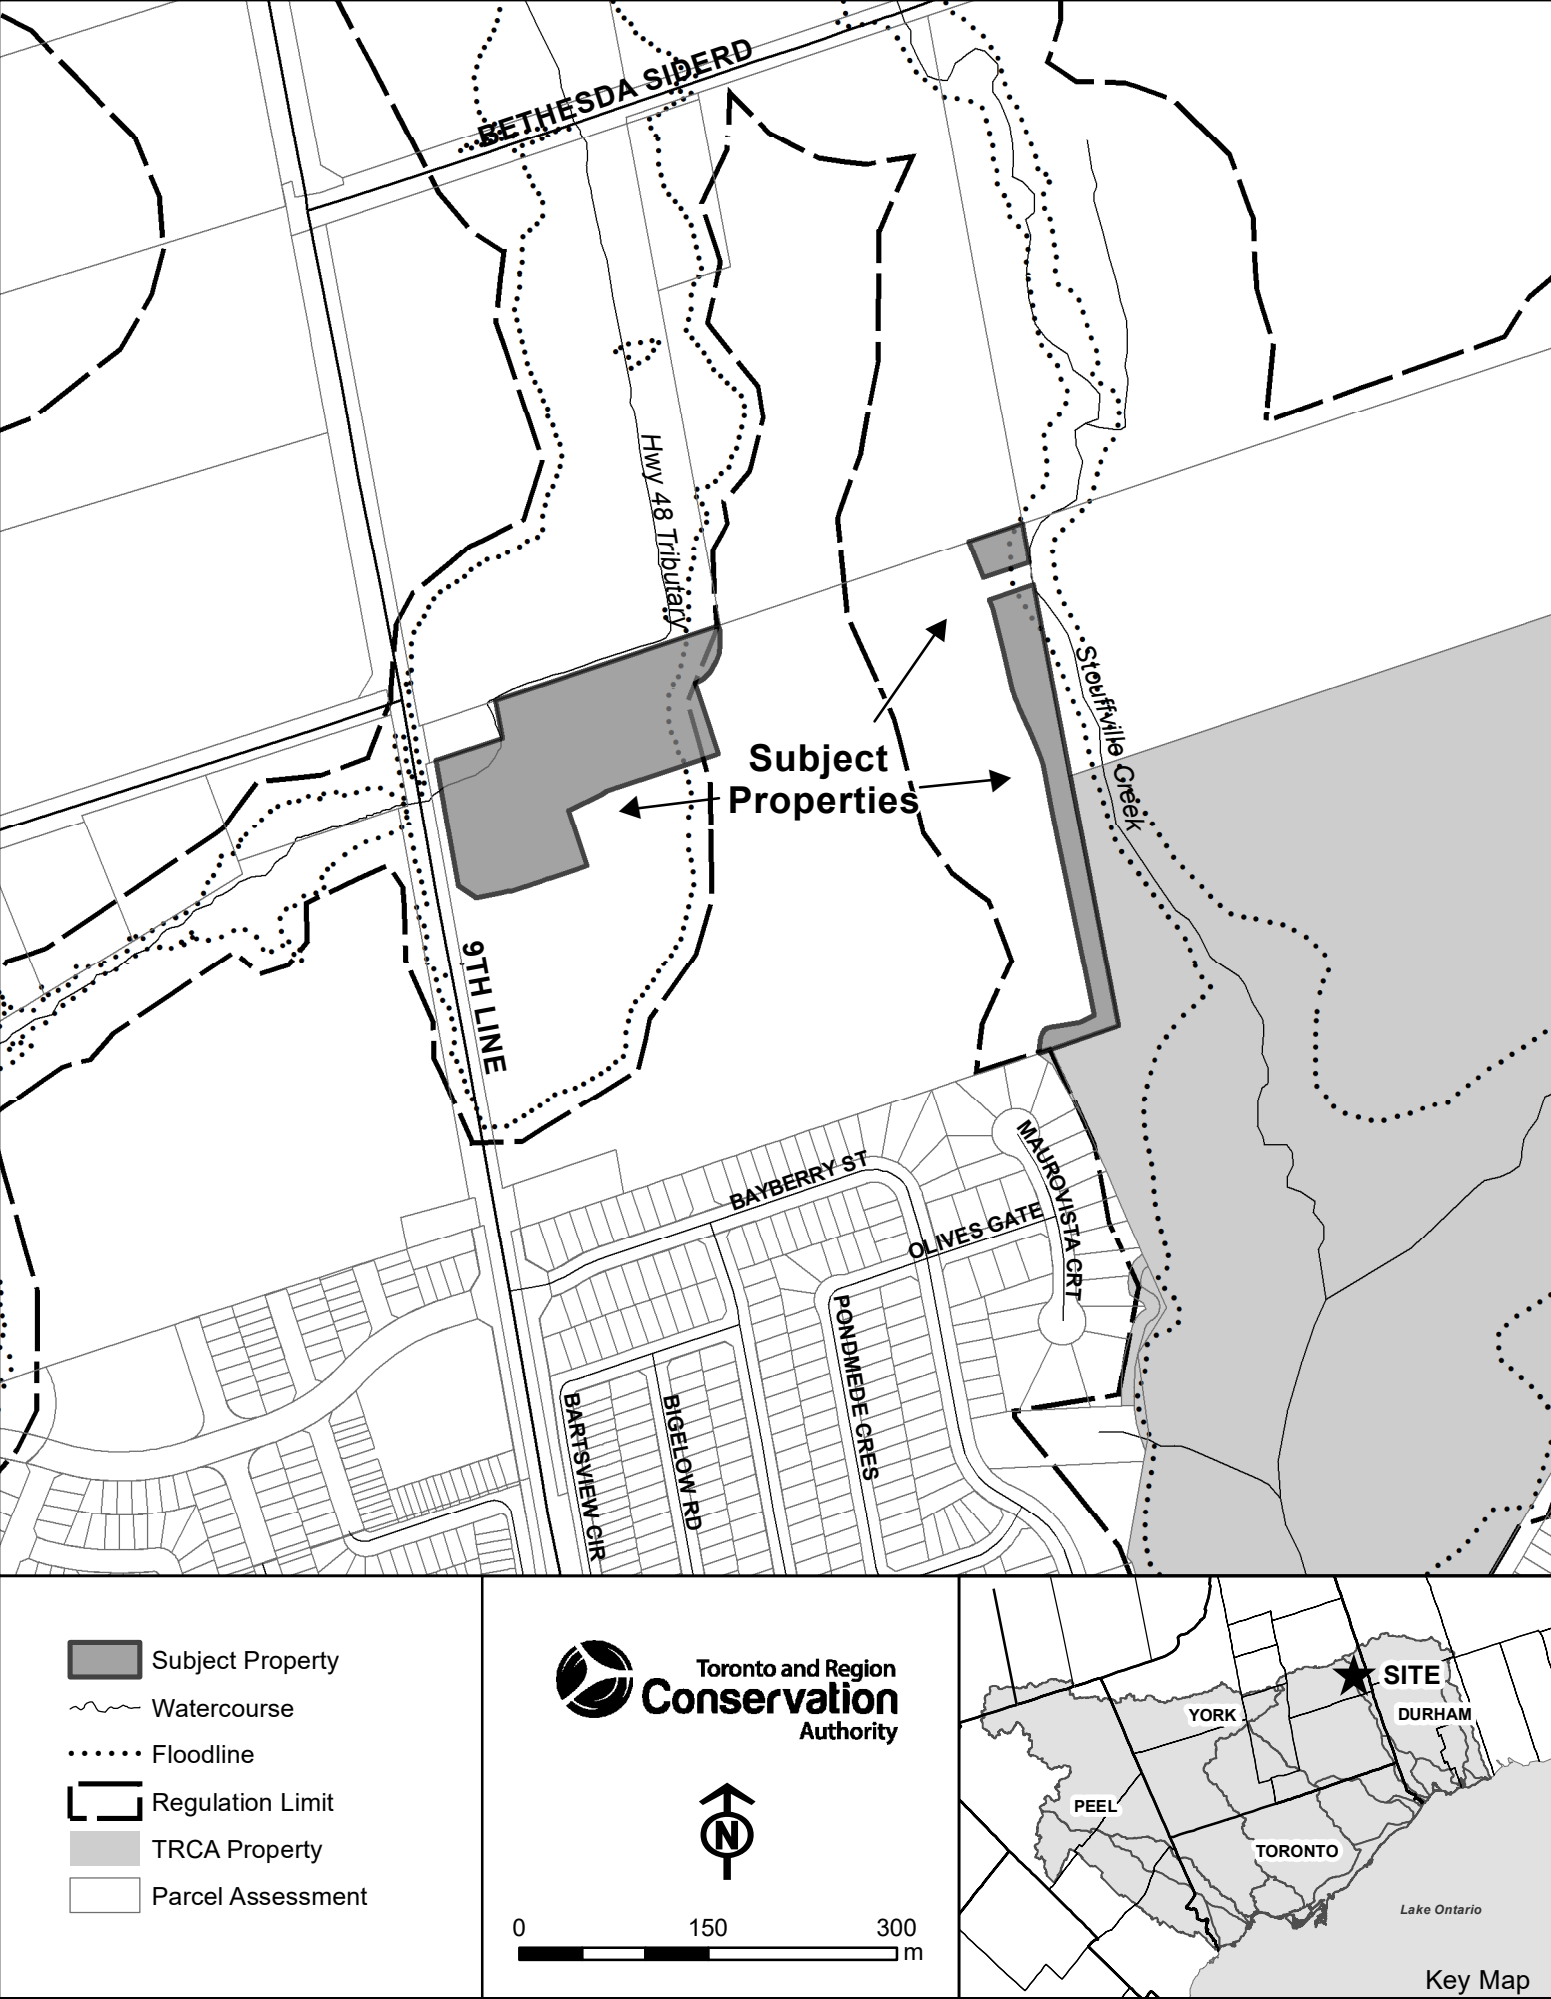 BETHESDA SIDERD
Hwy 48 Tributary
Stouffville Creek
Subject
Properties
9TH LINE
MAUROVISTA CRT
BAYBERRY ST
OLIVES GATE
PONDMEDE CRES
BARTSVIEW CIR
BIGELOW RD
Subject Property
Watercourse
Floodline
Regulation Limit
TRCA Property
Parcel Assessment
Toronto and Region
Conservation
Authority
N
0 150 300
m
SITE
YORK
DURHAM
PEEL
TORONTO
Lake Ontario
Key Map